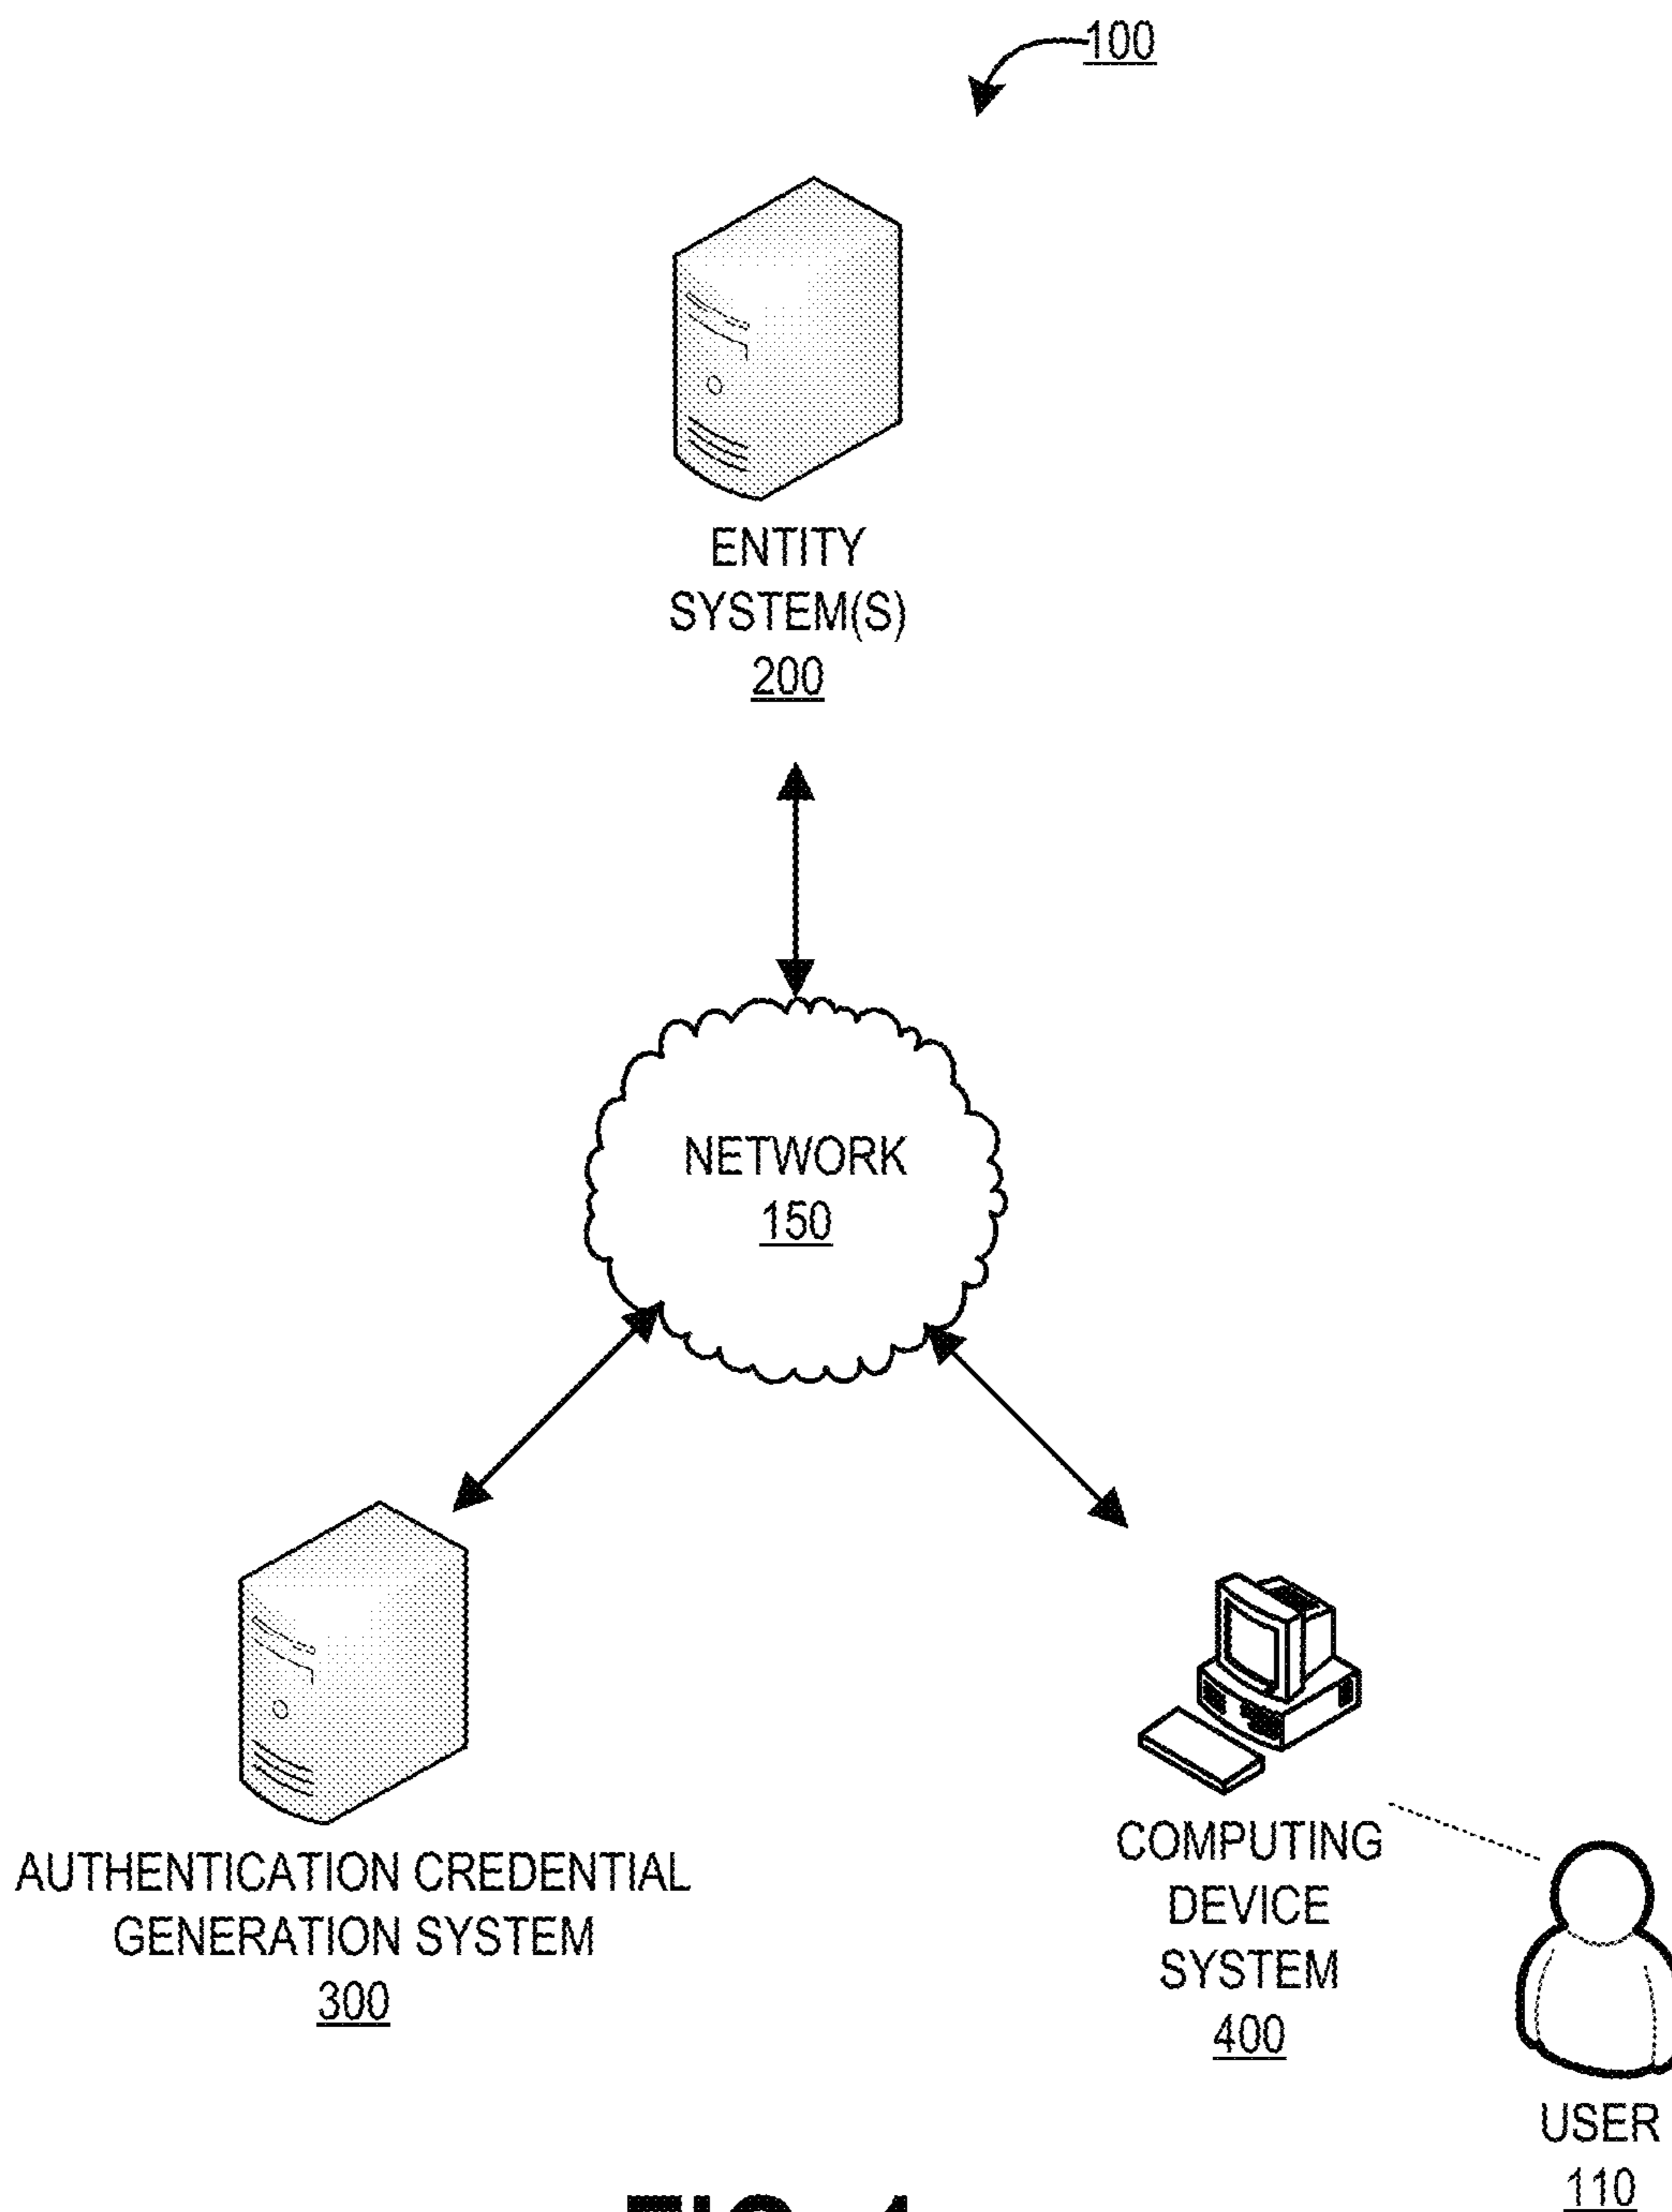 100
ENTITY
SYSTEM(S)
200
NETWORK
150
AUTHENTICATION CREDENTIAL
GENERATION SYSTEM
300
COMPUTING
DEVICE
SYSTEM
400
USER
110